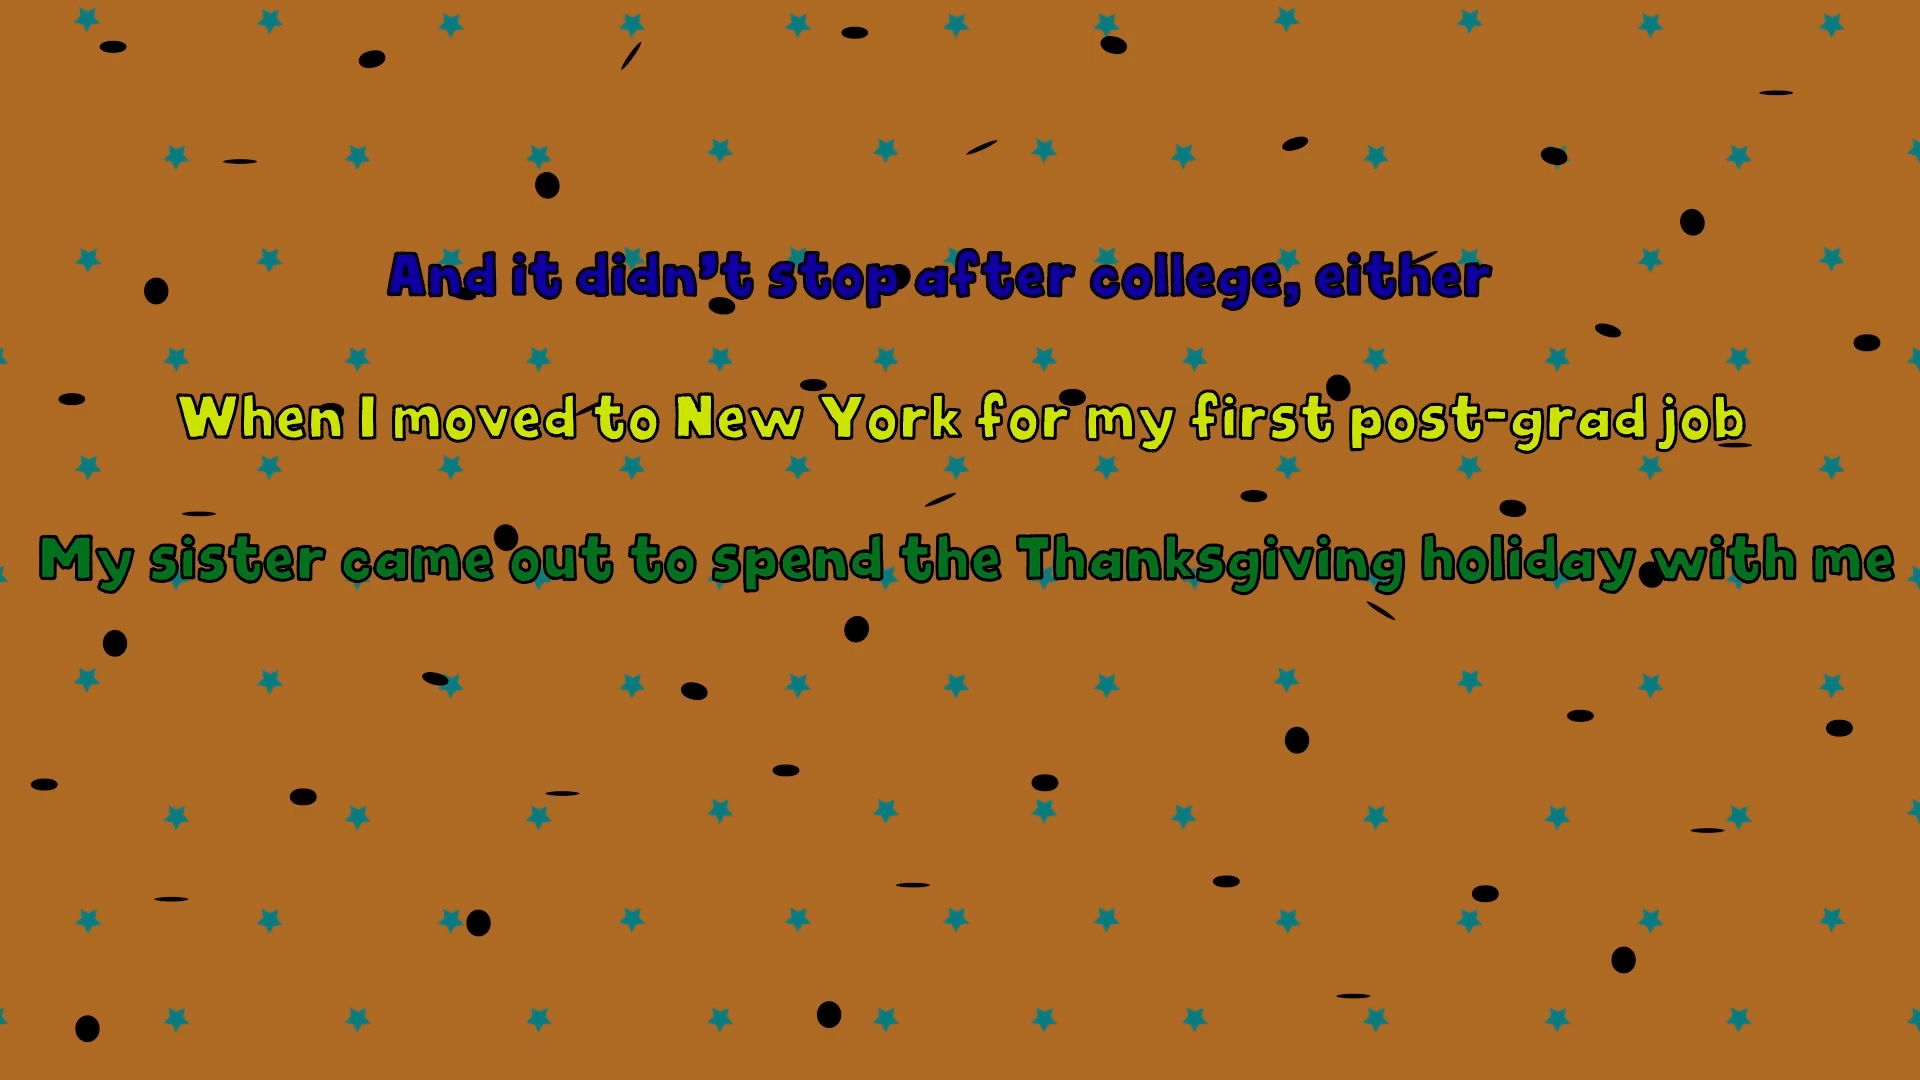 And it didn't stop after college, either
When I moved to New York for my first post-grad job
My sister came out to spend the Thanksgiving holiday with me